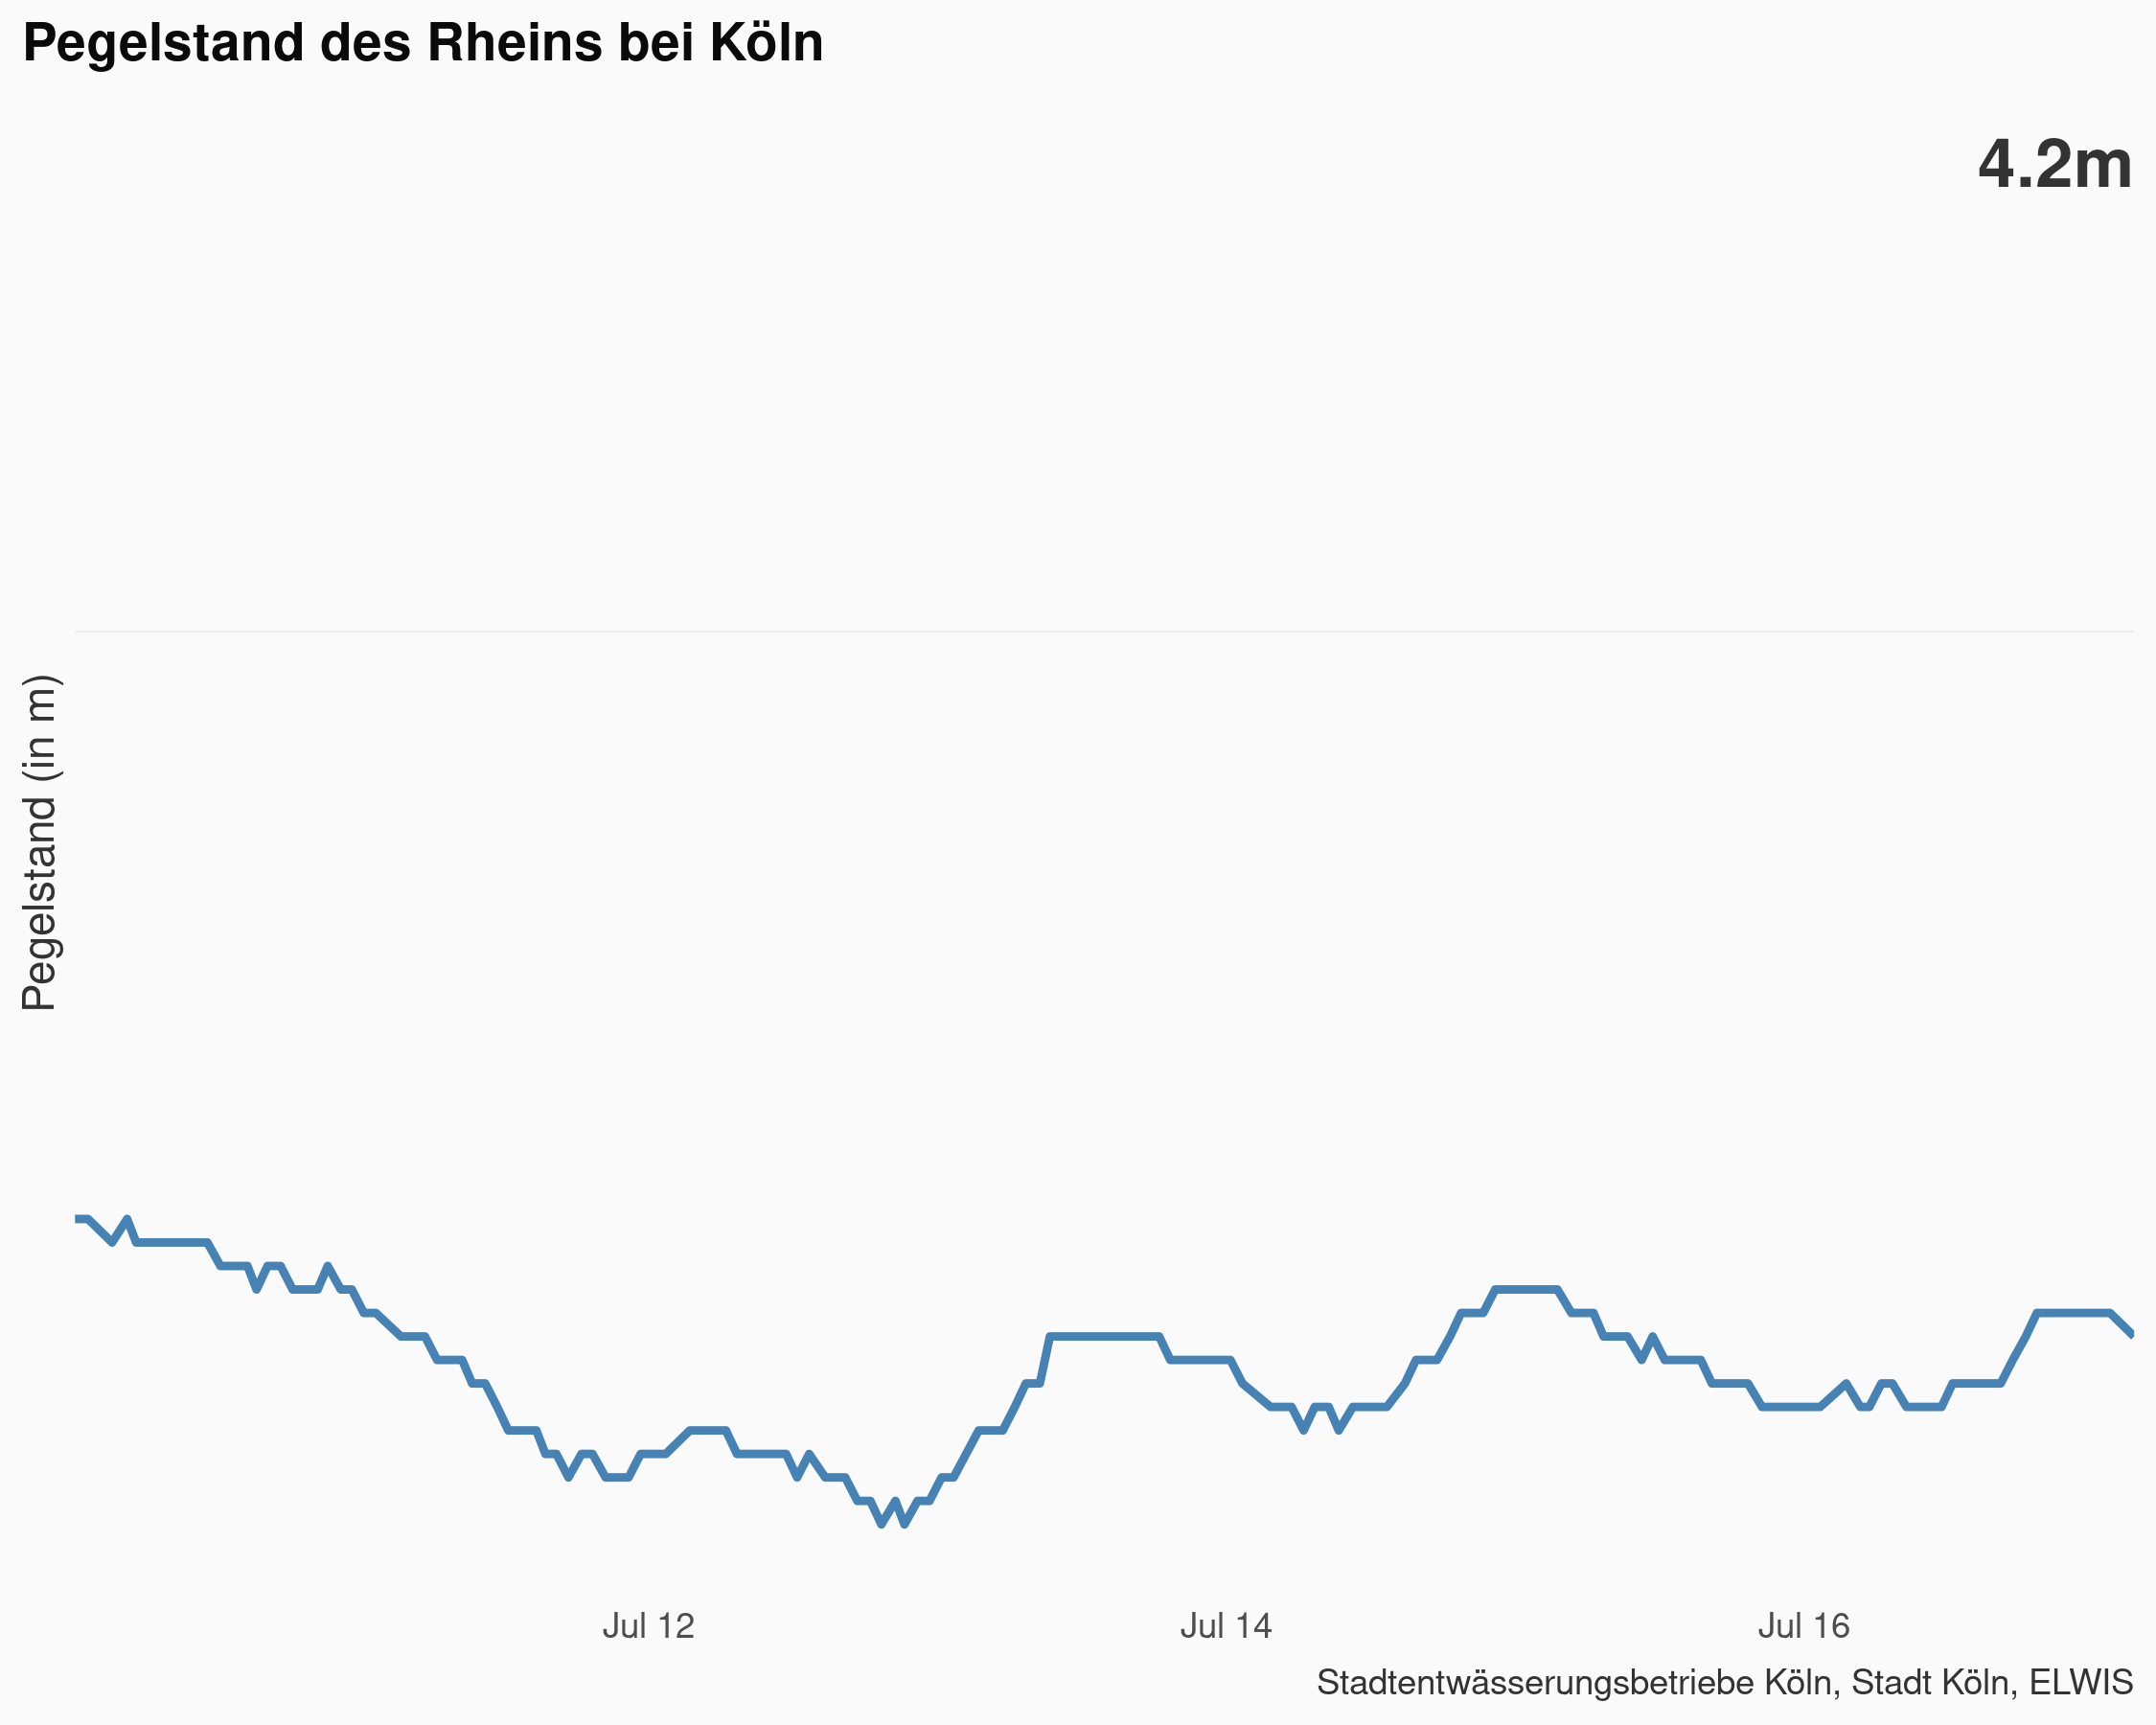 Pegelstand des Rheins bei Köln
4.2m
Pegelstand (in m)
Jul 12
Jul 14
Jul 16
Stadtentwässerungsbetriebe Köln, Stadt Köln, ELWIS